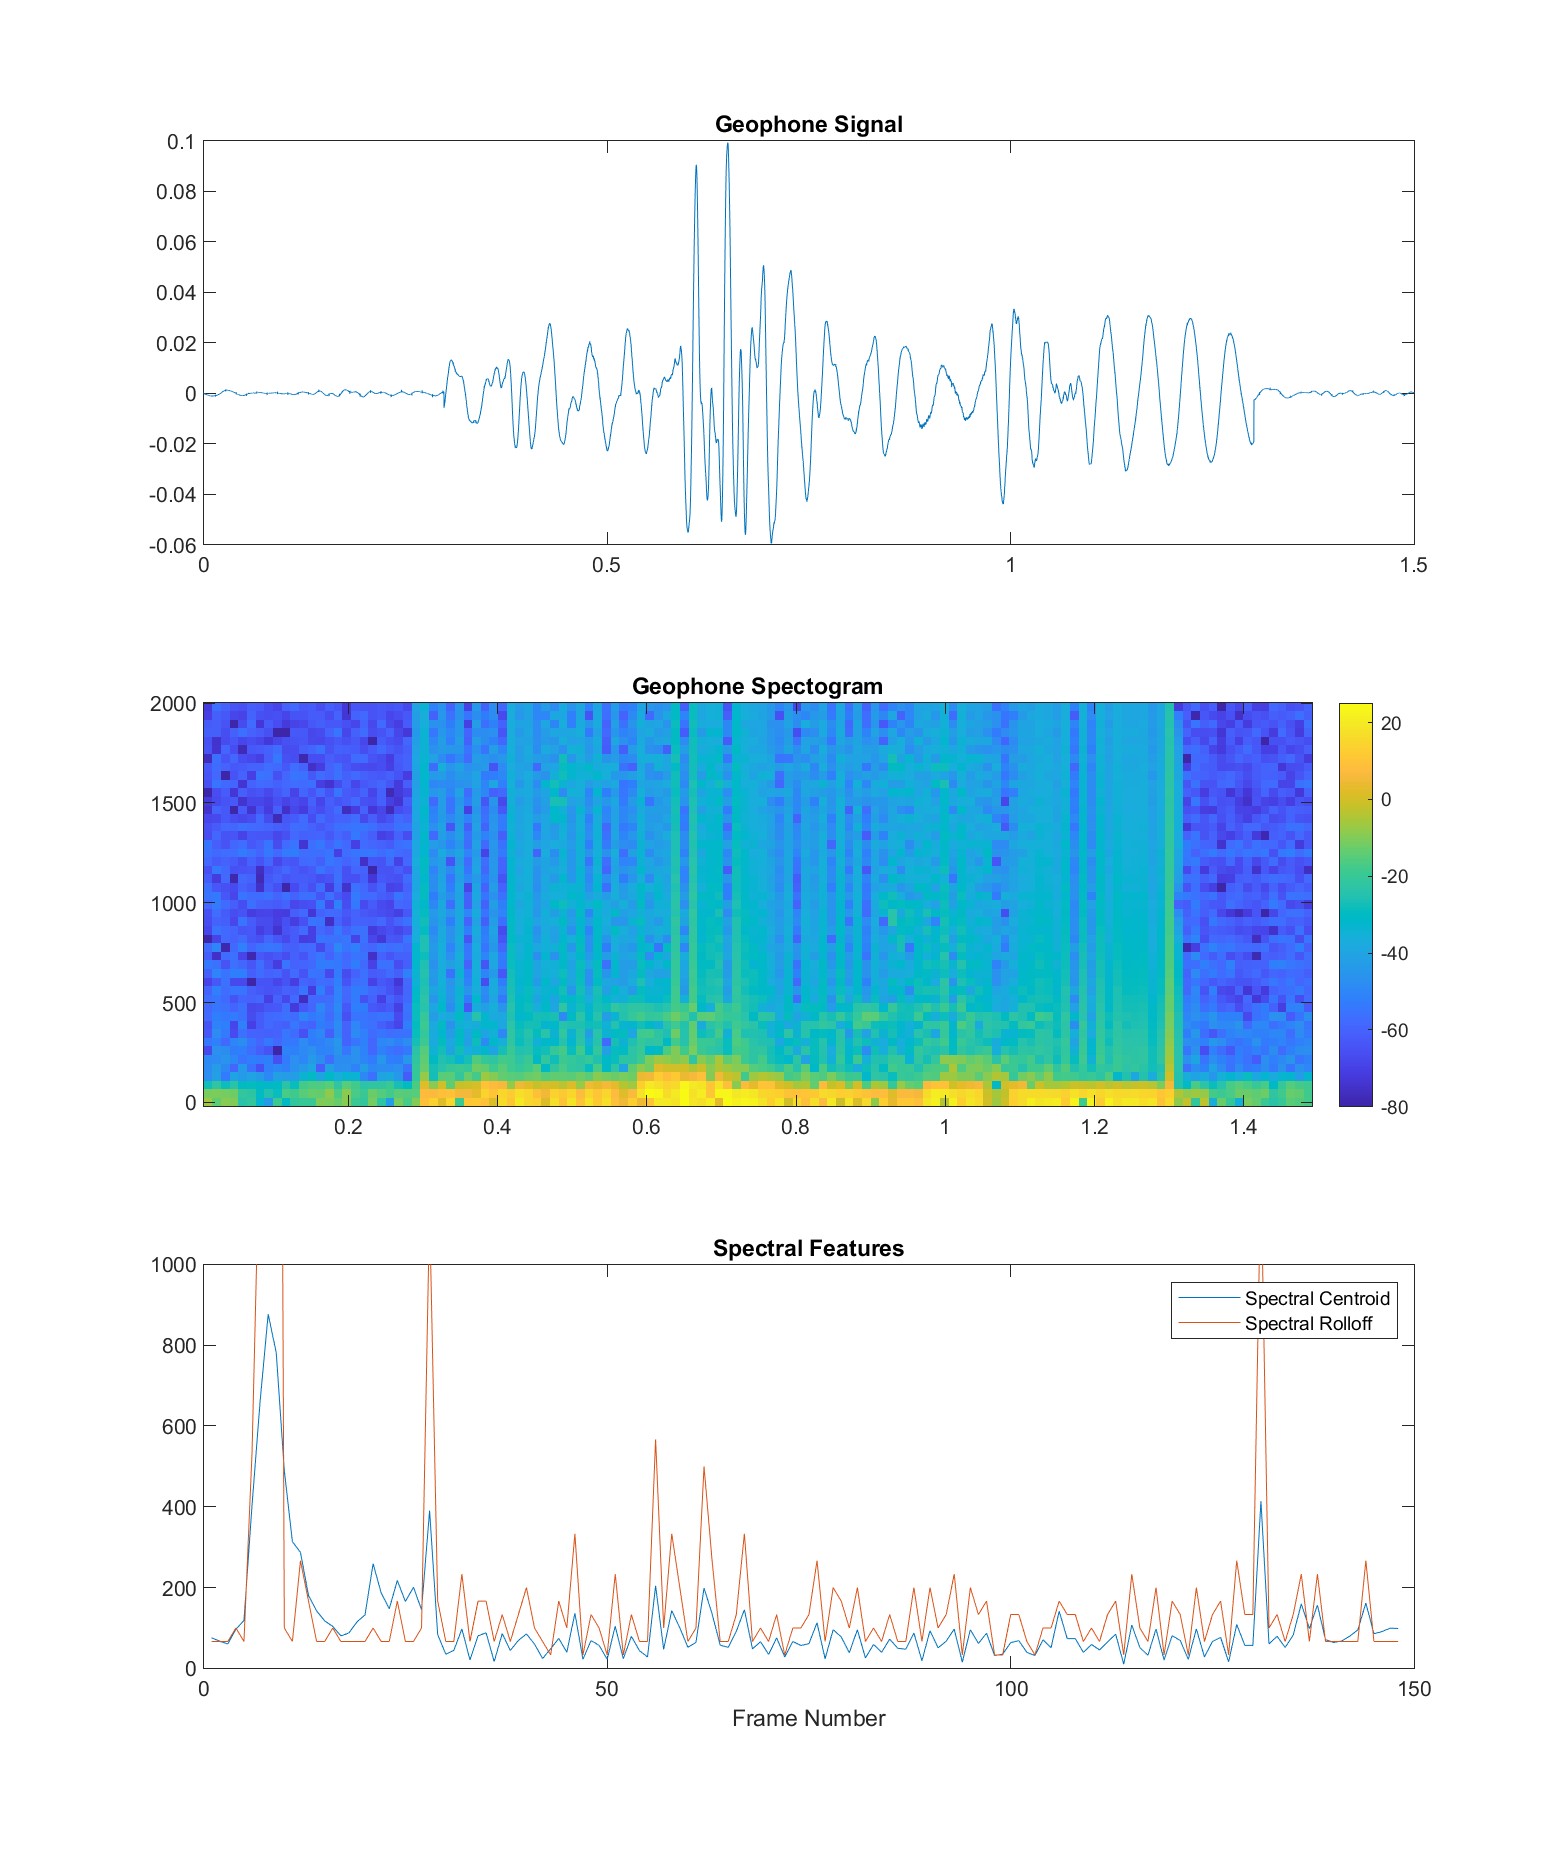 Geophone Signal
0.1
0.08
0.06
0.04
0.02
0
-0.02
-0.04
-0.06
0 0.5 1 1.5
Geophone Spectogram
2000
1500
1000
500
0
0.2 0.4 0.6 0.8 1 1.2 1.4
20
0
-20
-40
-60
-80
Spectral Features
1000
800
600
400
200
0
0 50 100 150
Spectral Centroid
Spectral Rolloff
Frame Number